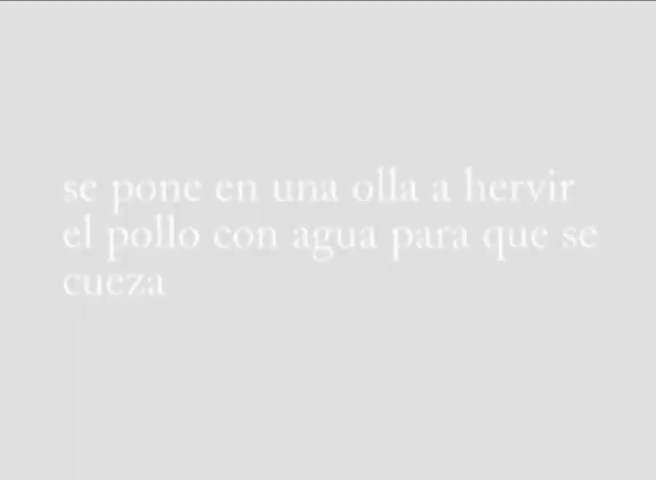 se pone en una olla a hervir
el pollo con agua para que se
cueza